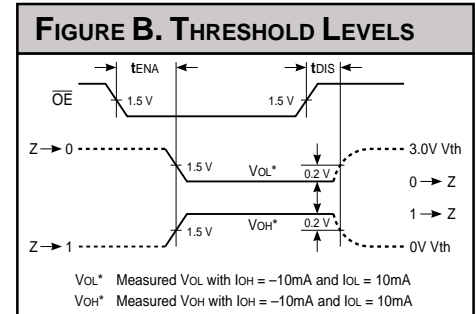 FIGURE B. THRESHOLD LEVELS
tENA tDIS
OE 1.5 V 1.5 V
Z 0 3.0V Vth
1.5 V VOL* 0.2 V
0 Z
1 Z
1.5 V VOH* 0.2 V
Z 1 0V Vth
VOL* Measured VOL with IOH = –10mA and IOL = 10mA
VOH* Measured VOH with IOH = –10mA and IOL = 10mA